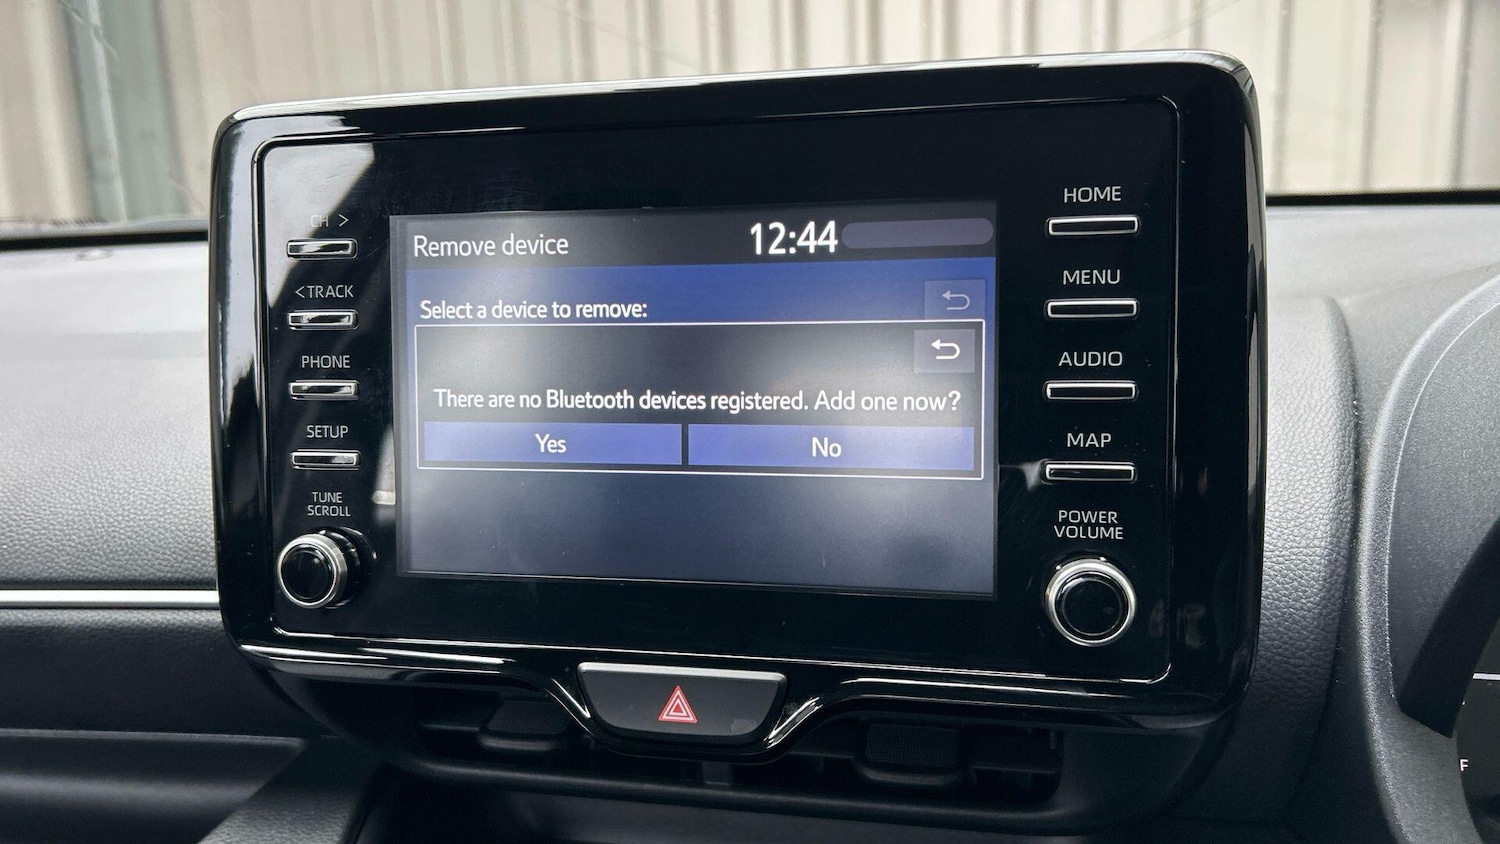 CH >
< TRACK
PHONE
SETUP
TUNE
SCROLL
Remove device
12:44
Select a device to remove:
There are no Bluetooth devices registered. Add one now?
Yes
No
HOME
MENU
AUDIO
MAP
POWER
VOLUME
F